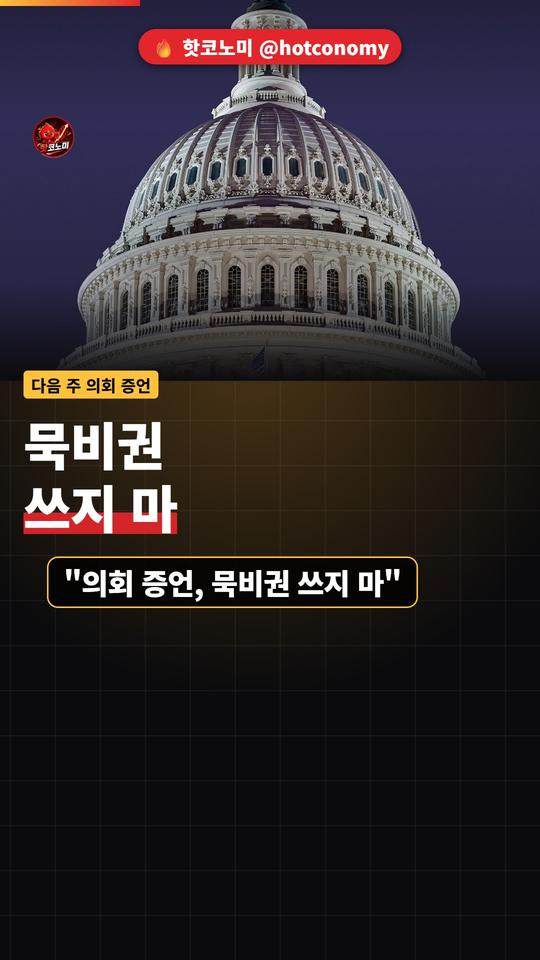 핫코노미 @hotconomy
핫코노미
다음 주 의회 증언
묵비권
쓰지 마
"의회 증언, 묵비권 쓰지 마"